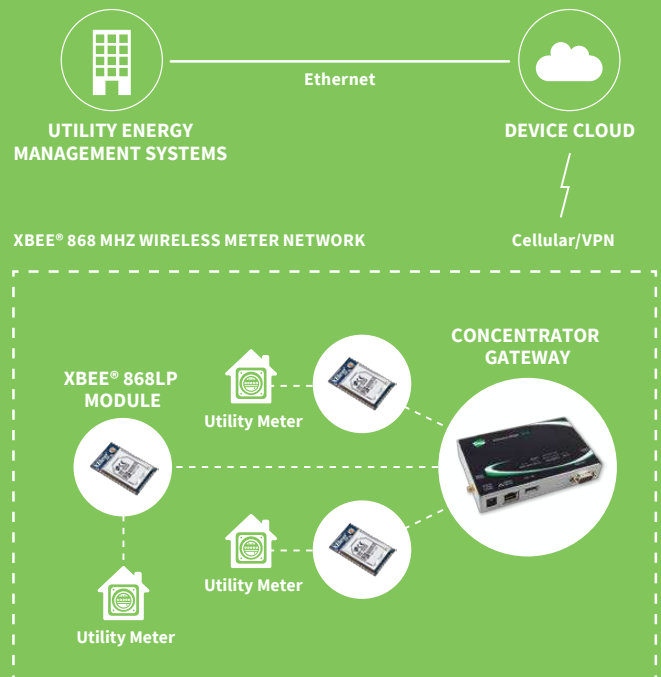 Ethernet
UTILITY ENERGY
MANAGEMENT SYSTEMS
DEVICE CLOUD
XBEE® 868 MHZ WIRELESS METER NETWORK
Cellular/VPN
CONCENTRATOR
GATEWAY
XBEE® 868LP
MODULE
Utility Meter
Utility Meter
Utility Meter